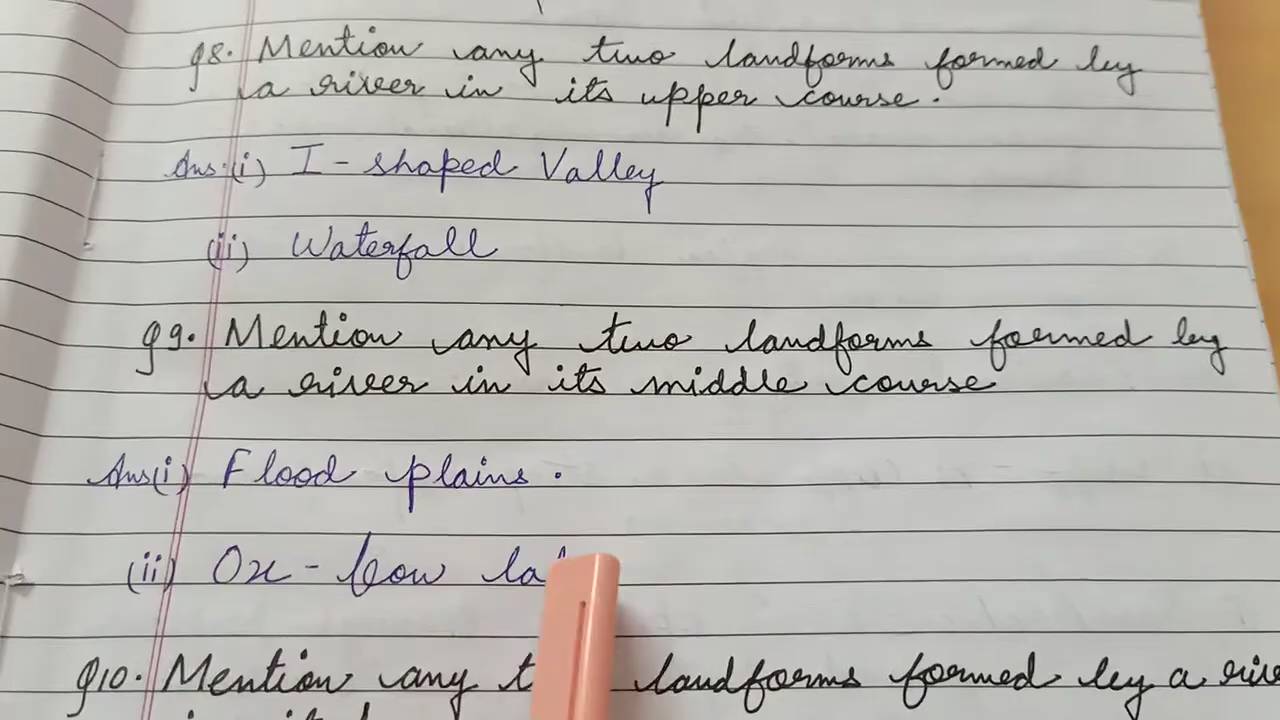 Q8. Mention any two landforms formed by
a river in its upper course.
Ans:(i) I-shaped Valley
(ii) Waterfall
Q9. Mention any two landforms formed by
a river in its middle course
Ans(i) Flood plains.
(ii) Ox-bow
Q10. Mention any landforms formed by a